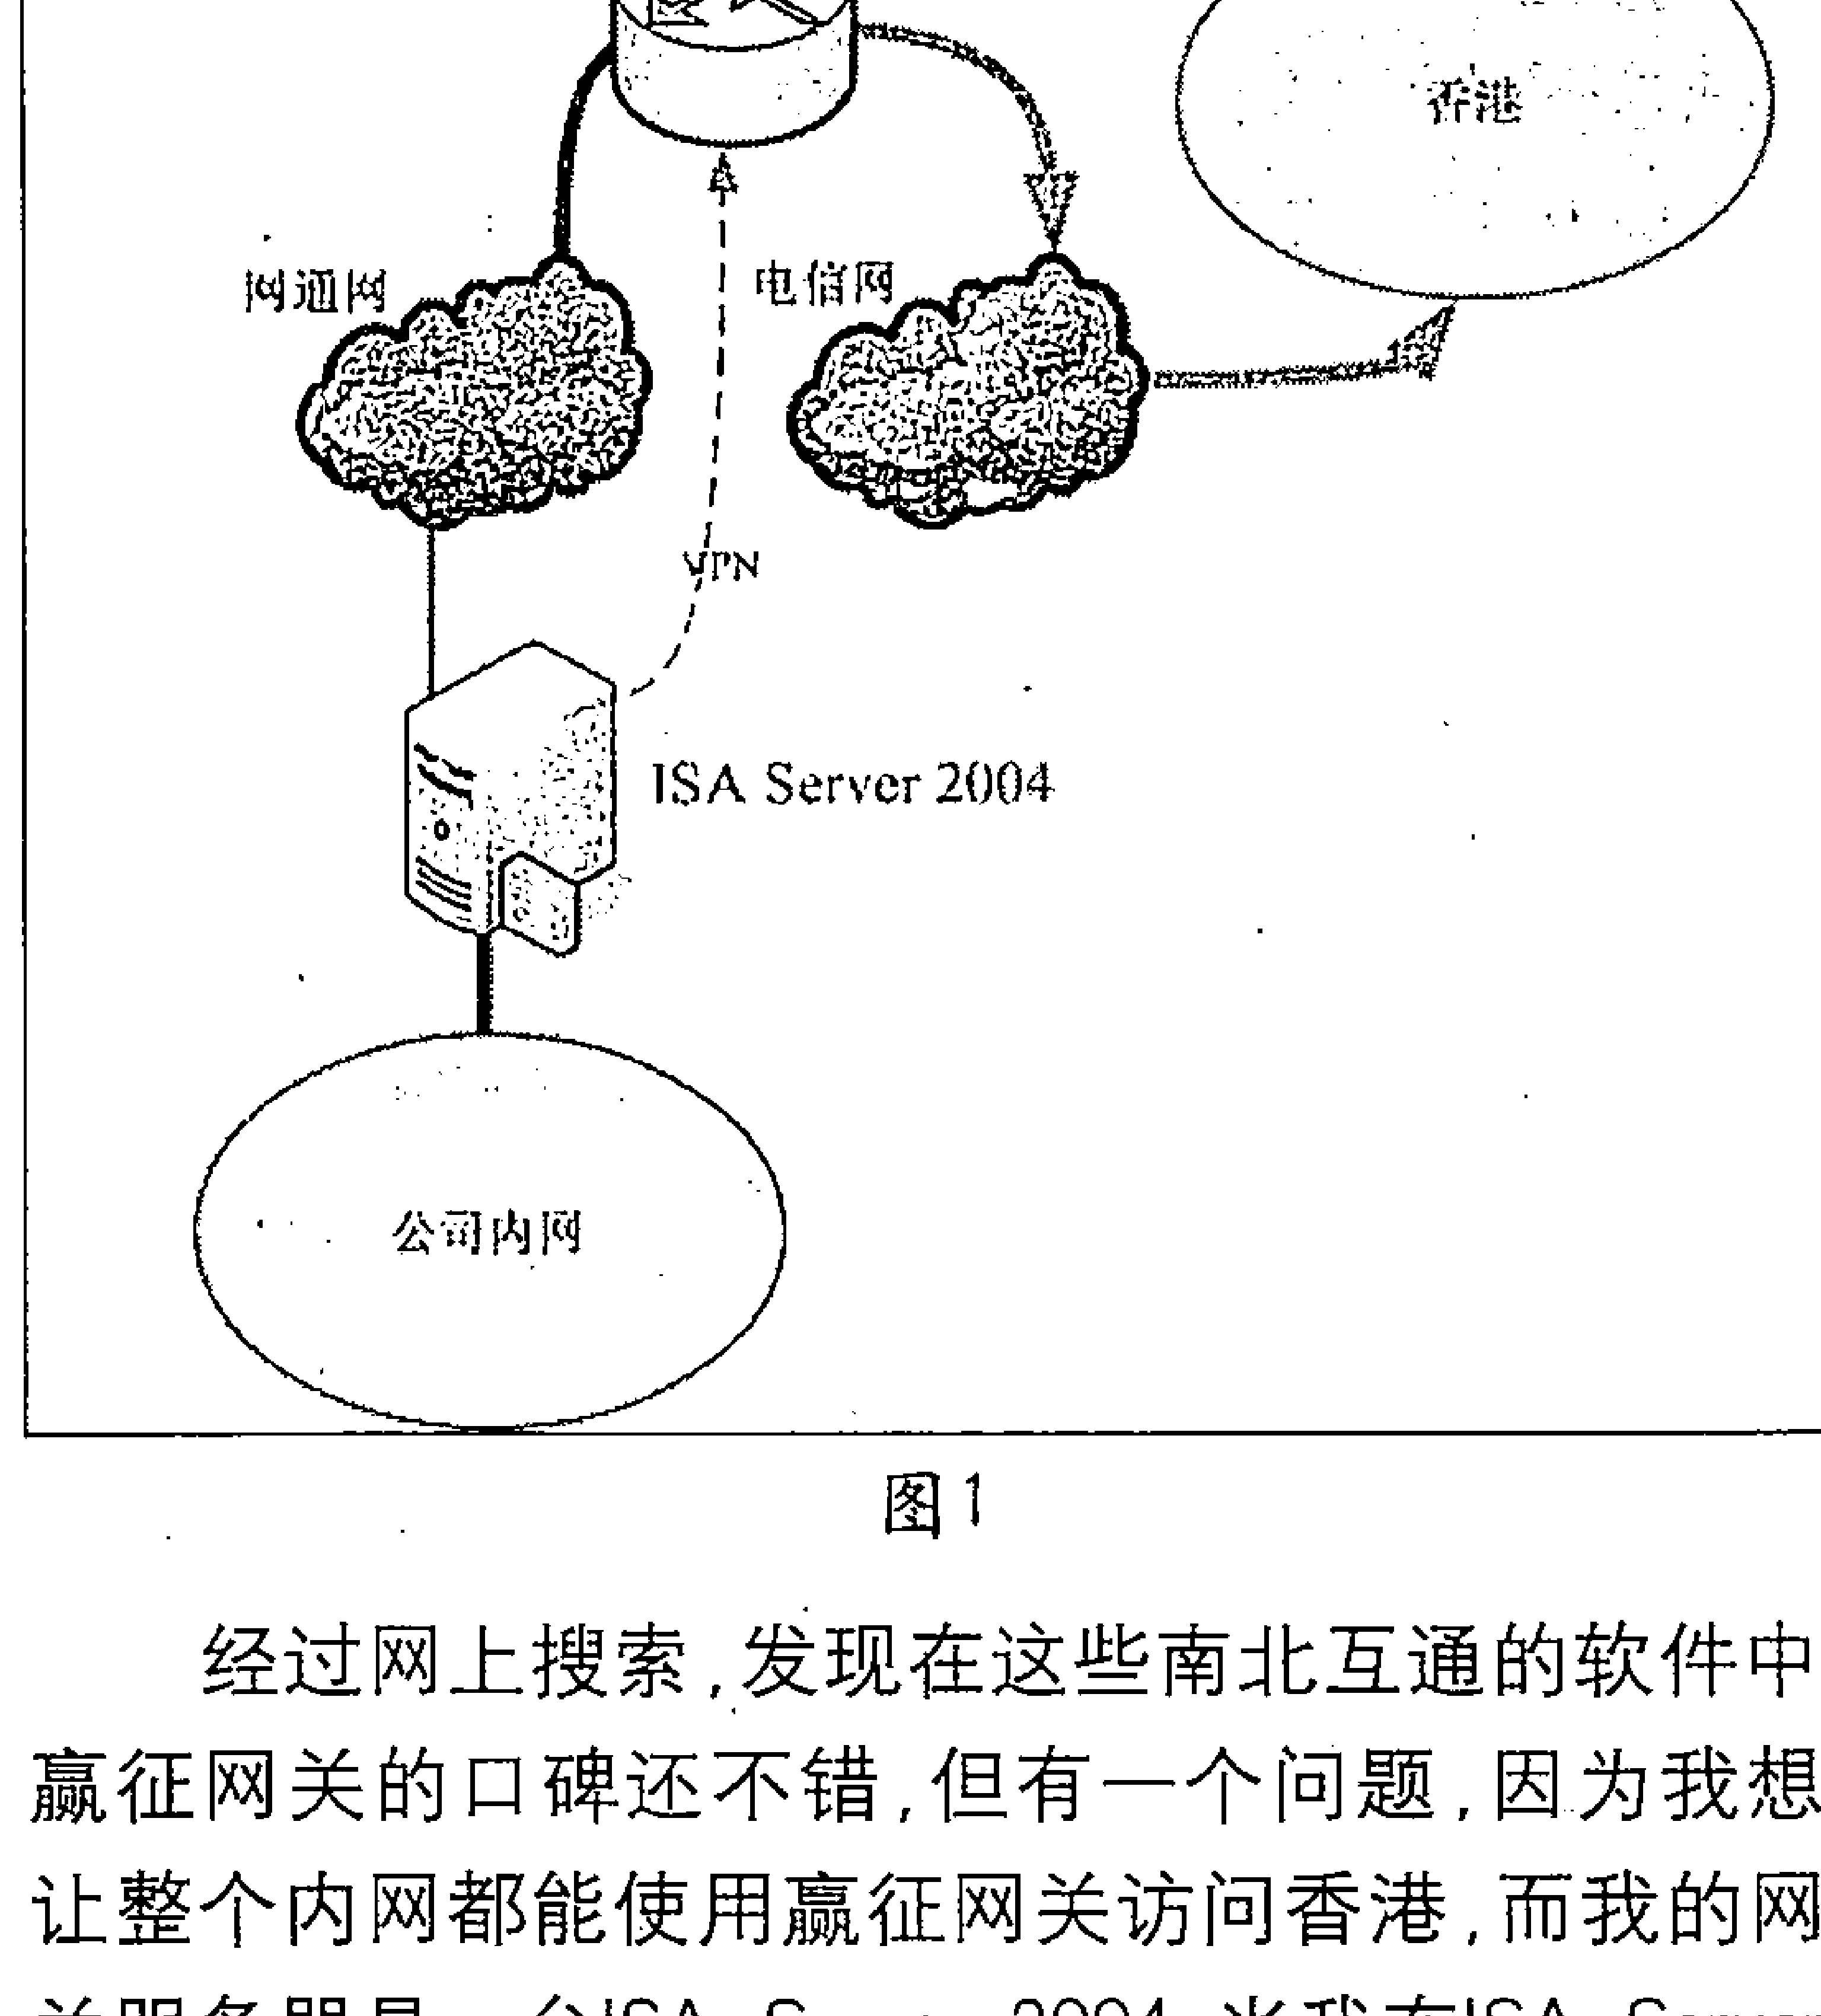 香港
网通网
电信网
VPN
ISA Server 2004
公司内网
图1
经过网上搜索,发现在这些南北互通的软件中
赢征网关的口碑还不错,但有一个问题,因为我想
让整个内网都能使用赢征网关访问香港,而我的网